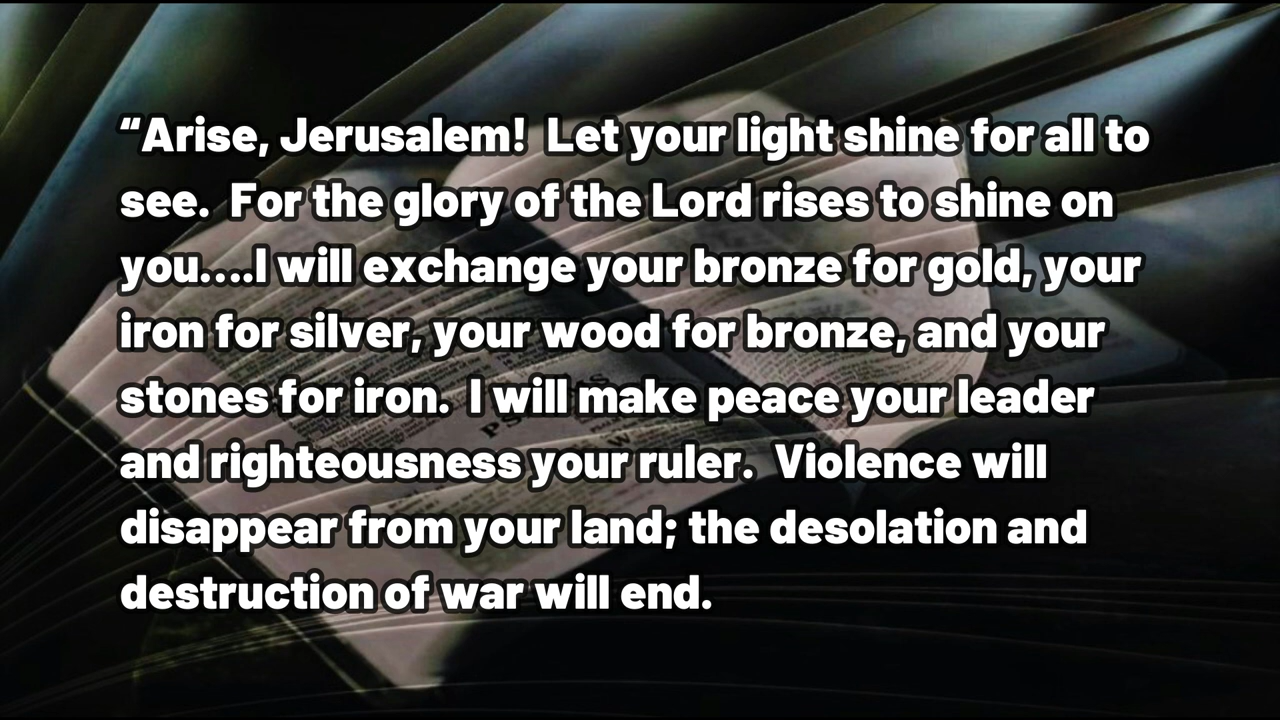 “Arise, Jerusalem!  Let your light shine for all to
see.  For the glory of the Lord rises to shine on
you....I will exchange your bronze for gold, your
iron for silver, your wood for bronze, and your
stones for iron.  I will make peace your leader
and righteousness your ruler.  Violence will
disappear from your land; the desolation and
destruction of war will end.